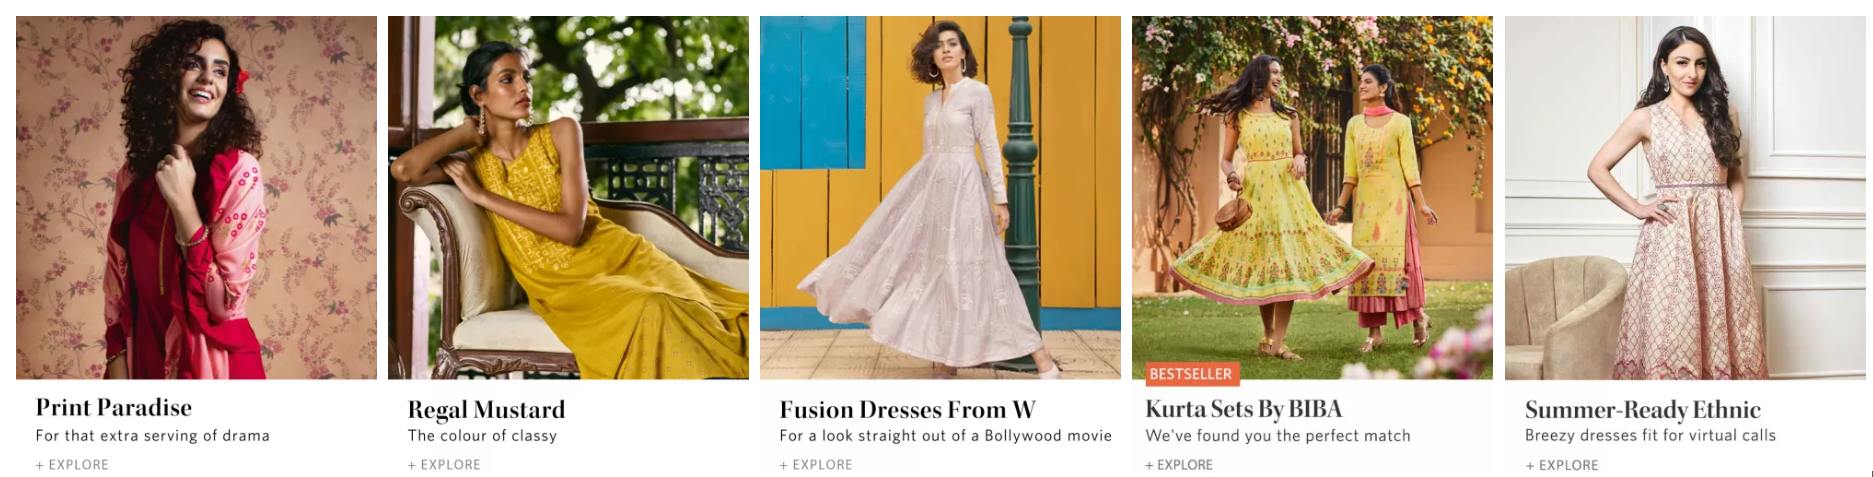 Print Paradise
For that extra serving of drama
+ EXPLORE
Regal Mustard
The colour of classy
+ EXPLORE
Fusion Dresses From W
For a look straight out of a Bollywood movie
+ EXPLORE
BESTSELLER
Kurta Sets By BIBA
We've found you the perfect match
+ EXPLORE
Summer-Ready Ethnic
Breezy dresses fit for virtual calls
+ EXPLORE